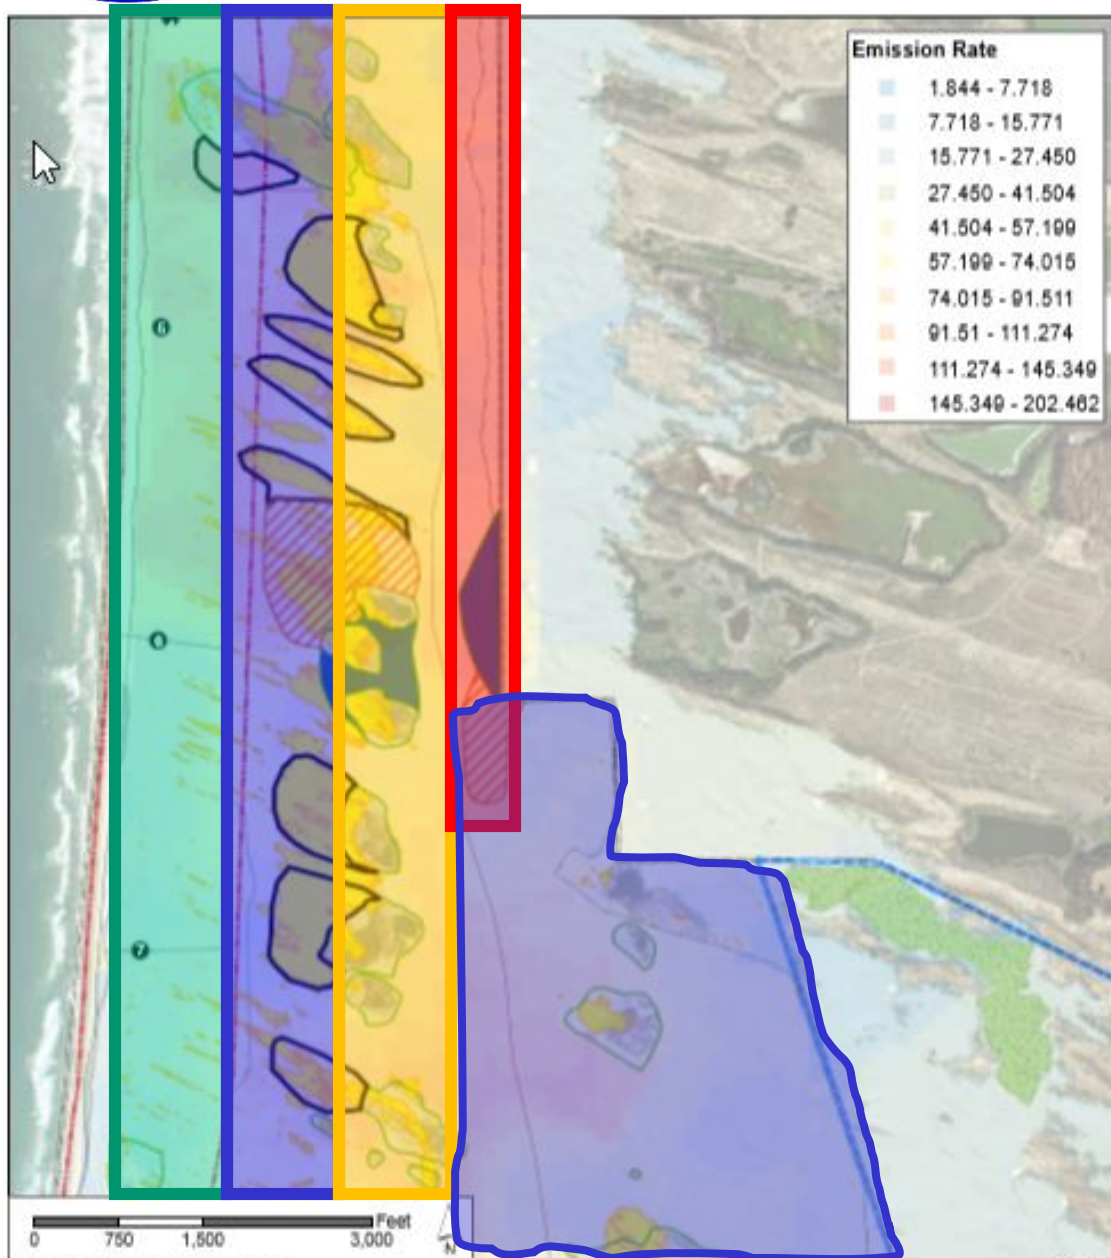 Emission Rate
1.844 - 7.718
7.718 - 15.771
15.771 - 27.450
27.450 - 41.504
41.504 - 57.199
57.199 - 74.015
74.015 - 91.511
91.51 - 111.274
111.274 - 145.349
145.349 - 202.462
6
7
Feet
0 750 1,500 3,000
N